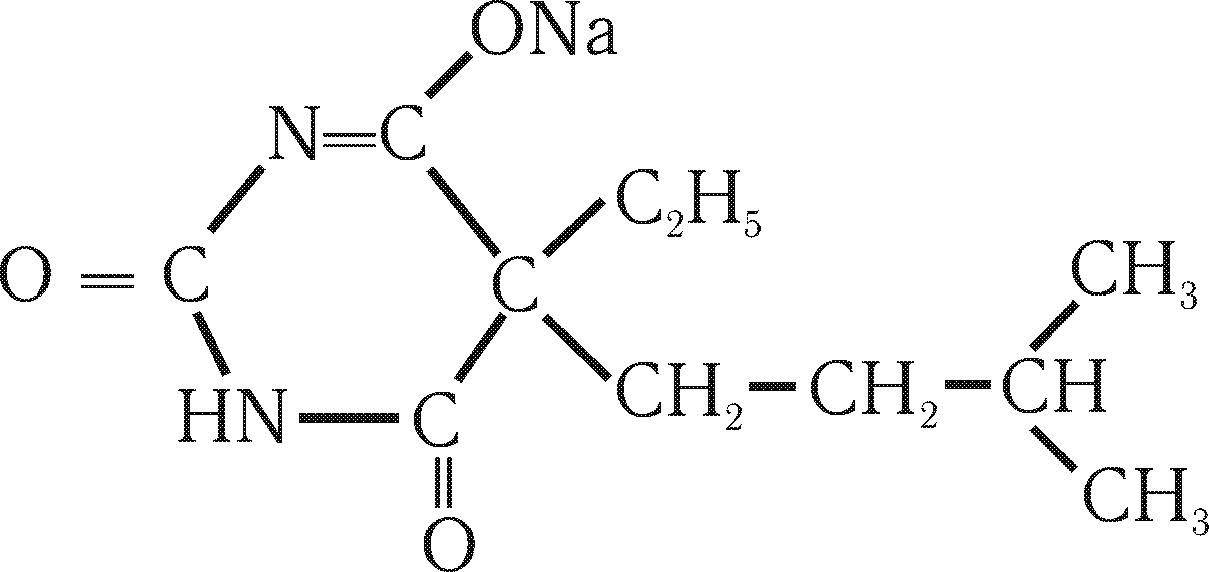 ONa
N=C
C₂H₅
O = C
C
CH₃
CH₂–CH₂–CH
HN–C
CH₃
O